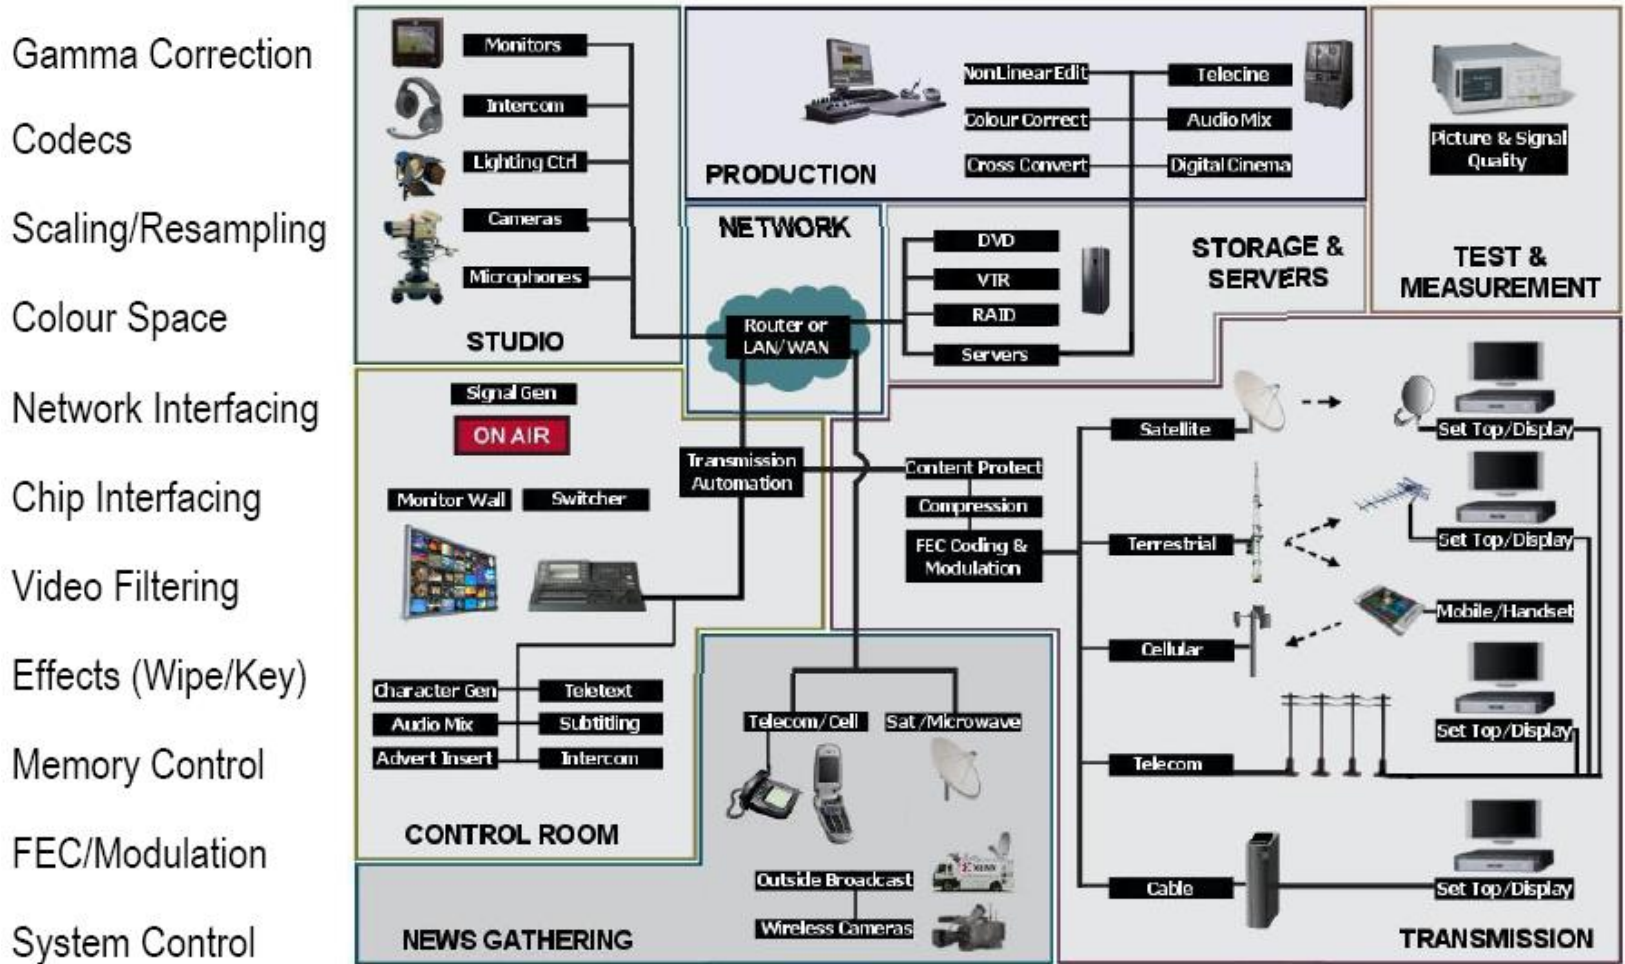 Gamma Correction
Codecs
Scaling/Resampling
Colour Space
Network Interfacing
Chip Interfacing
Video Filtering
Effects (Wipe/Key)
Memory Control
FEC/Modulation
System Control
Monitors
Intercom
Lighting Ctrl
Cameras
Microphones
STUDIO
NonLinearEdit
Colour Correct
Cross Convert
Telecine
Audio Mix
Digital Cinema
PRODUCTION
Picture & Signal
Quality
TEST &
MEASUREMENT
NETWORK
Router or
LAN/WAN
DVD
VTR
RAID
Servers
STORAGE &
SERVERS
Signal Gen
ON AIR
Monitor Wall
Switcher
Transmission
Automation
Character Gen
Teletext
Audio Mix
Subtitling
Advert Insert
Intercom
CONTROL ROOM
Content Protect
Compression
FEC Coding &
Modulation
Satellite
Set Top/Display
Terrestrial
Set Top/Display
Mobile/Handset
Cellular
Set Top/Display
Telecom
Cable
Set Top/Display
TRANSMISSION
Telecom/Cell
Sat/Microwave
Outside Broadcast
Wireless Cameras
NEWS GATHERING